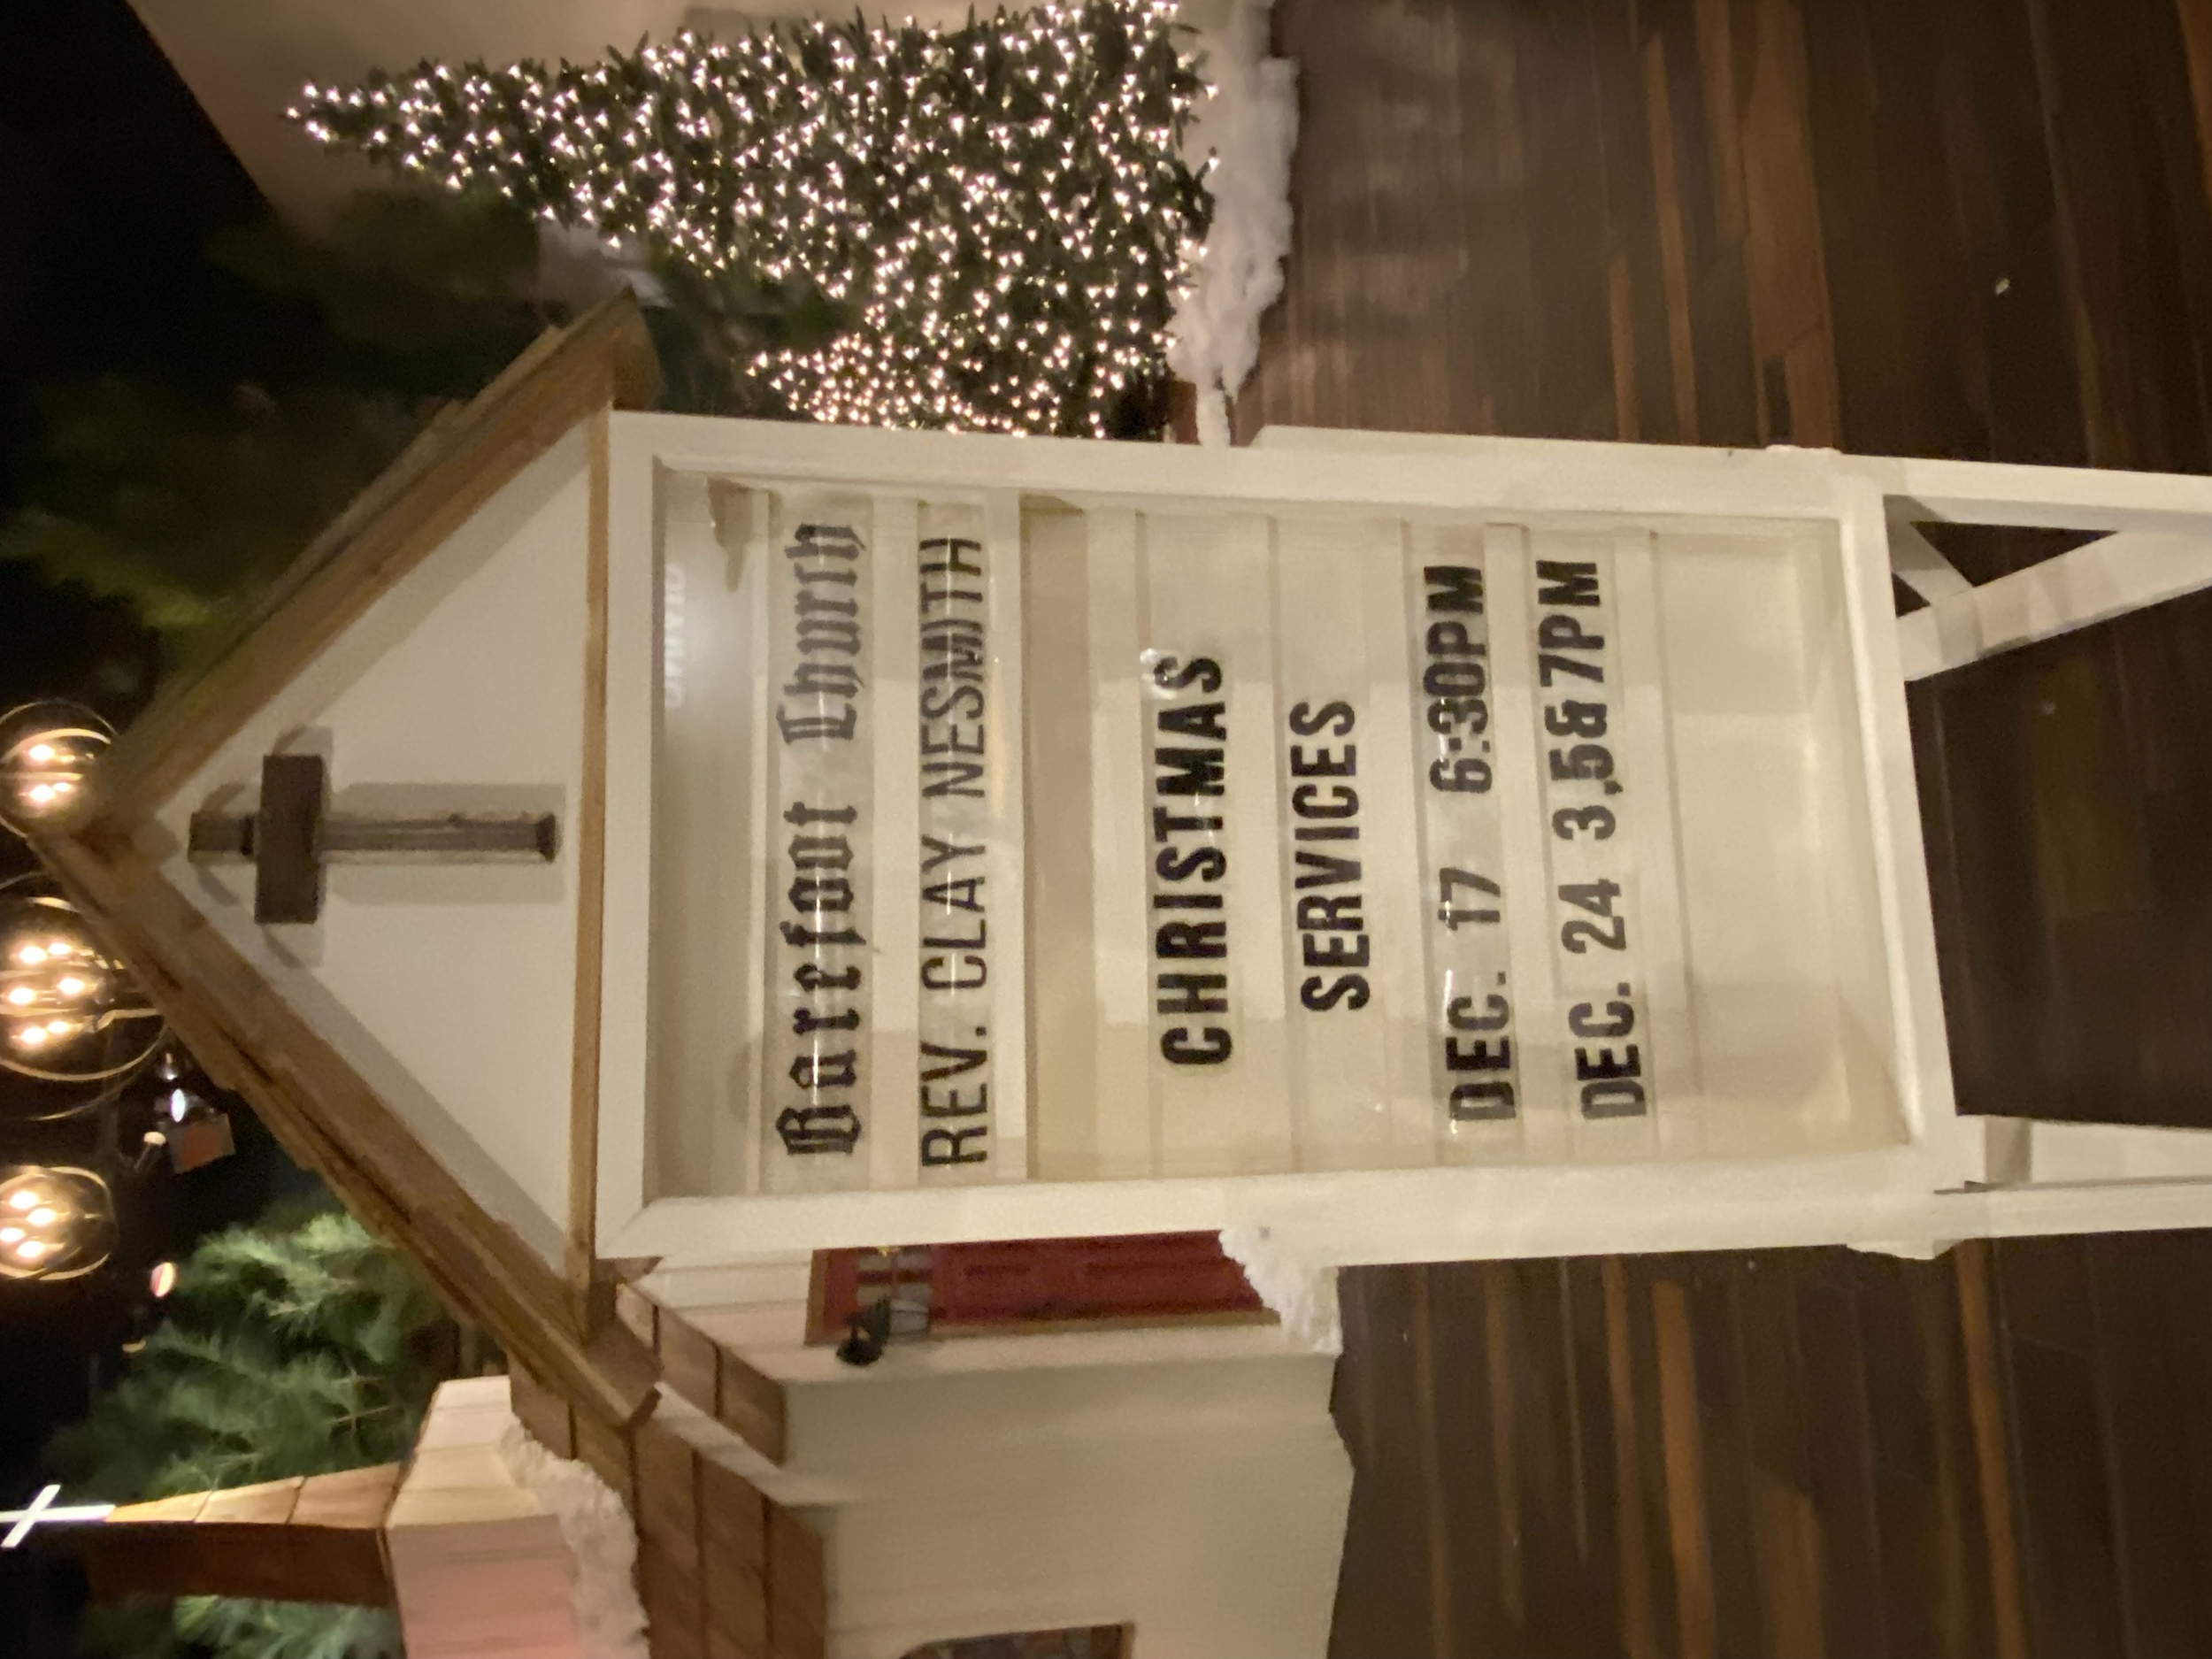 Barefoot Church
REV. CLAY NESMITH
CHRISTMAS
SERVICES
DEC. 17 6:30PM
DEC. 24 3,5&7PM